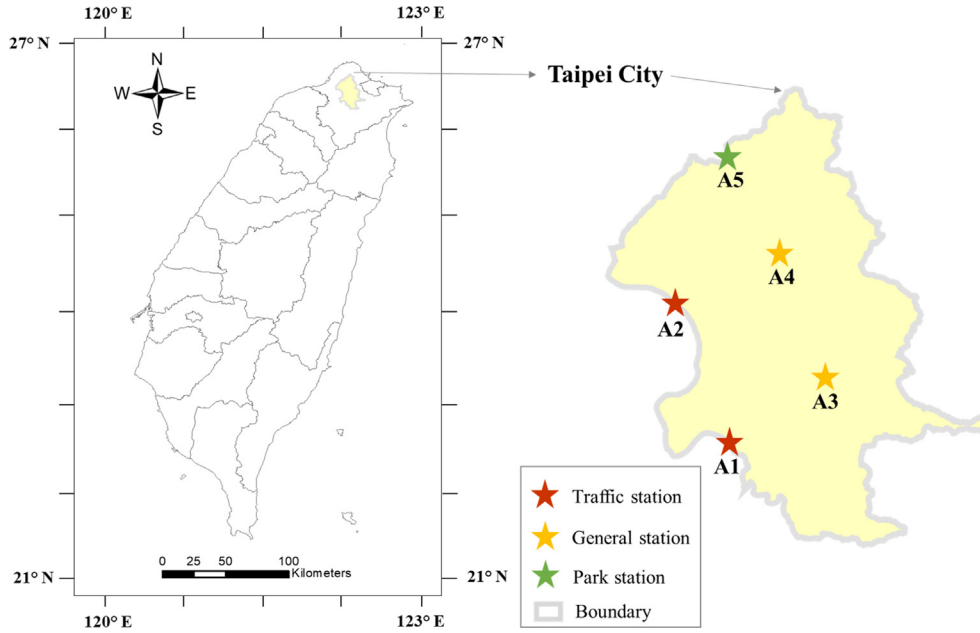 120° E
123° E
27° N
27° N
N
W
E
S
Taipei City
A5
A4
A2
A3
A1
Traffic station
General station
Park station
Boundary
0 25 50 100
Kilometers
21° N
21° N
120° E
123° E